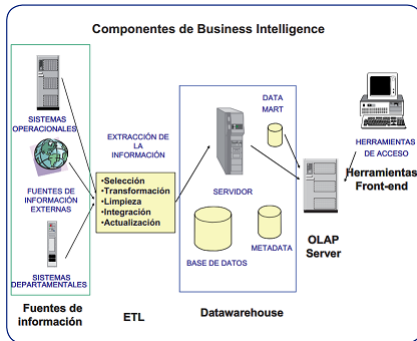 Componentes de Business Intelligence
SISTEMAS
OPERACIONALES
FUENTES DE
INFORMACIÓN
EXTERNAS
SISTEMAS
DEPARTAMENTALES
Fuentes de
información
EXTRACCIÓN DE
LA
INFORMACIÓN
•Selección
•Transformación
•Limpieza
•Integración
•Actualización
ETL
SERVIDOR
DATA
MART
BASE DE DATOS
METADATA
Datawarehouse
OLAP
Server
HERRAMIENTAS
DE ACCESO
Herramientas
Front-end